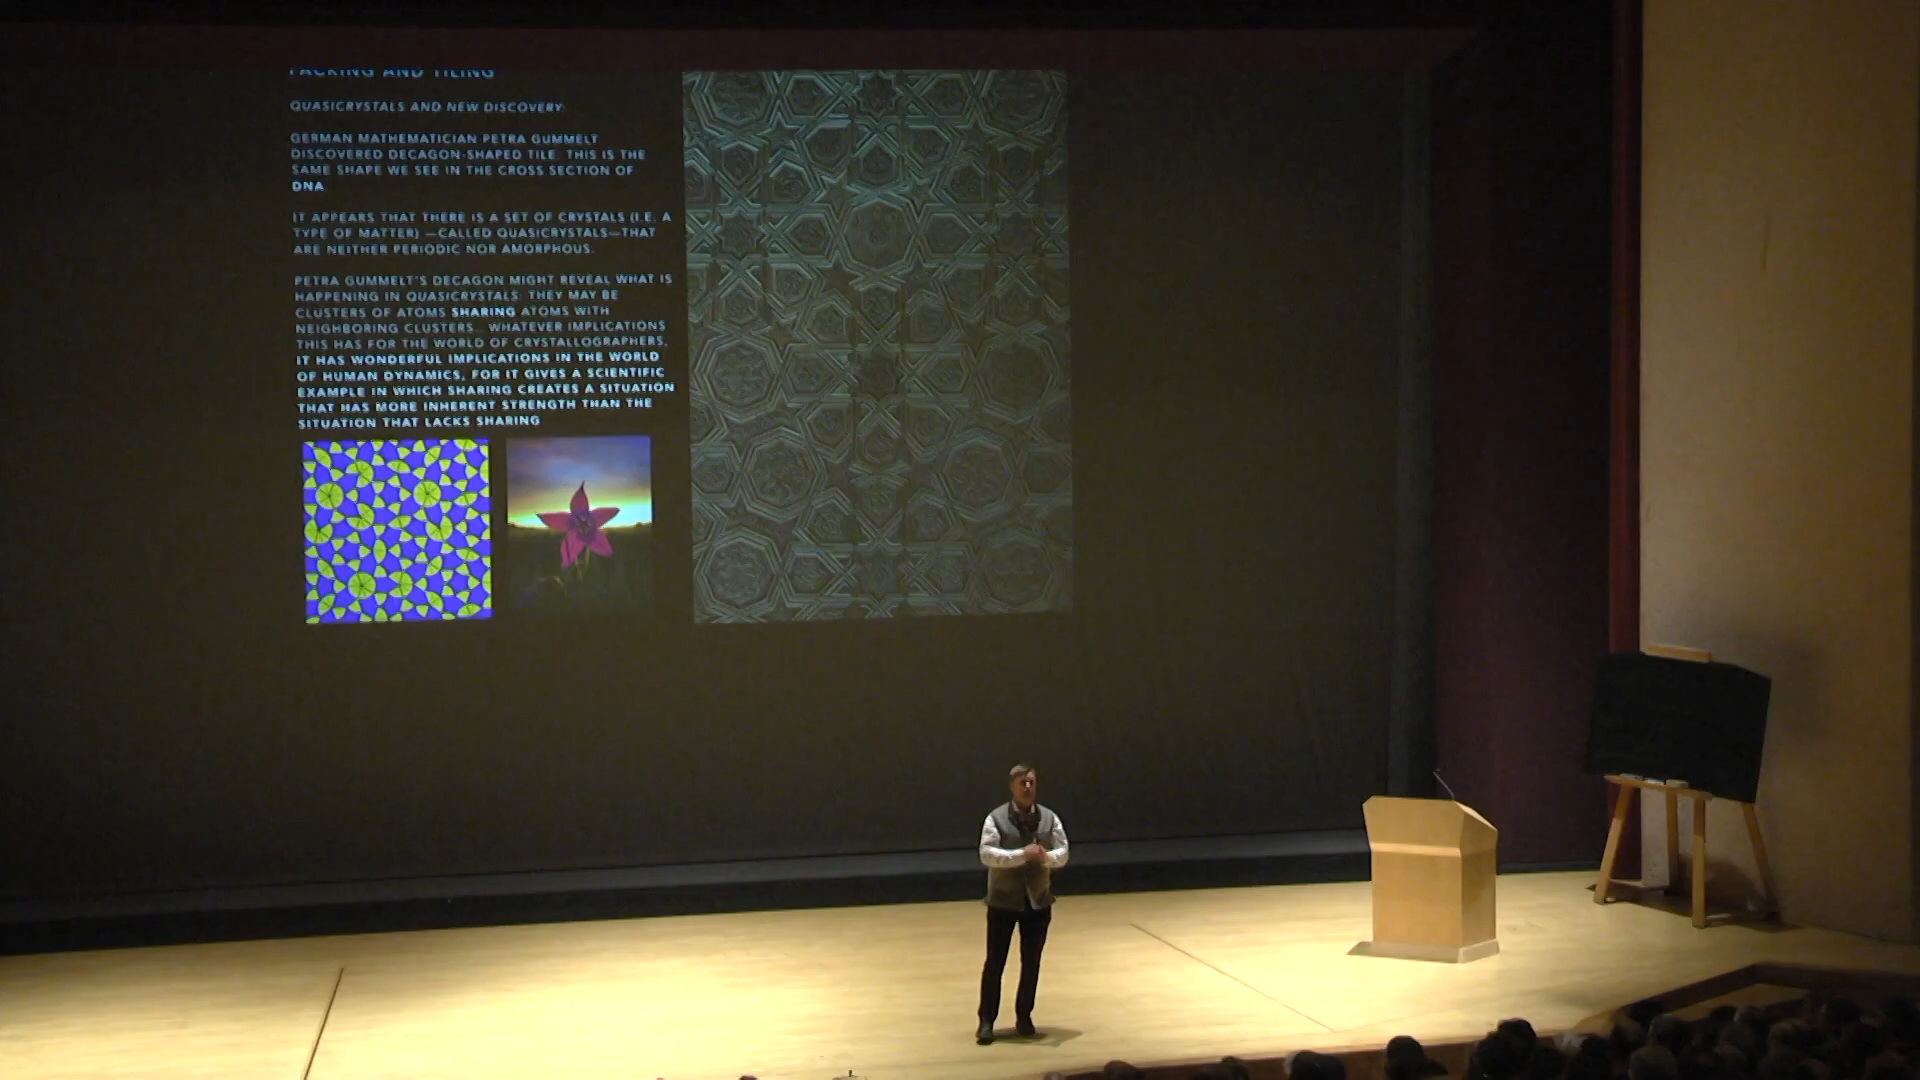 PACKING AND TILING
QUASICRYSTALS AND NEW DISCOVERY:
GERMAN MATHEMATICIAN PETRA GUMMELT
DISCOVERED DECAGON-SHAPED TILE. THIS IS THE
SAME SHAPE WE SEE IN THE CROSS SECTION OF
DNA
IT APPEARS THAT THERE IS A SET OF CRYSTALS (I.E. A
TYPE OF MATTER) —CALLED QUASICRYSTALS—THAT
ARE NEITHER PERIODIC NOR AMORPHOUS.
PETRA GUMMELT'S DECAGON MIGHT REVEAL WHAT IS
HAPPENING IN QUASICRYSTALS: THEY MAY BE
CLUSTERS OF ATOMS SHARING ATOMS WITH
NEIGHBORING CLUSTERS.. WHATEVER IMPLICATIONS
THIS HAS FOR THE WORLD OF CRYSTALLOGRAPHERS,
IT HAS WONDERFUL IMPLICATIONS IN THE WORLD
OF HUMAN DYNAMICS, FOR IT GIVES A SCIENTIFIC
EXAMPLE IN WHICH SHARING CREATES A SITUATION
THAT HAS MORE INHERENT STRENGTH THAN THE
SITUATION THAT LACKS SHARING